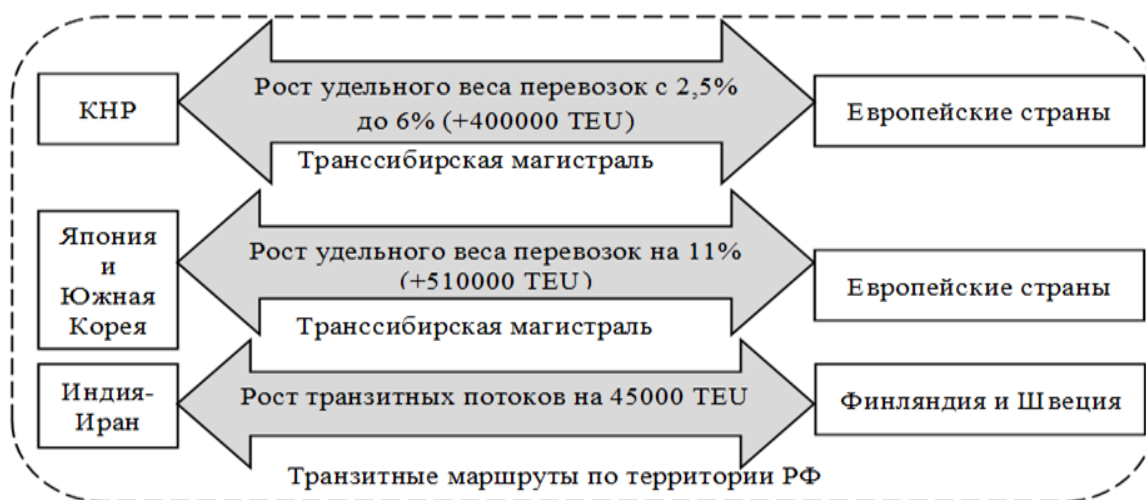 КНР
Рост удельного веса перевозок с 2,5%
до 6% (+400000 TEU)
Транссибирская магистраль
Европейские страны
Япония
и
Южная
Корея
Рост удельного веса перевозок на 11%
(+510000 TEU)
Транссибирская магистраль
Европейские страны
Индия-
Иран
Рост транзитных потоков на 45000 TEU
Финляндия и Швеция
Транзитные маршруты по территории РФ